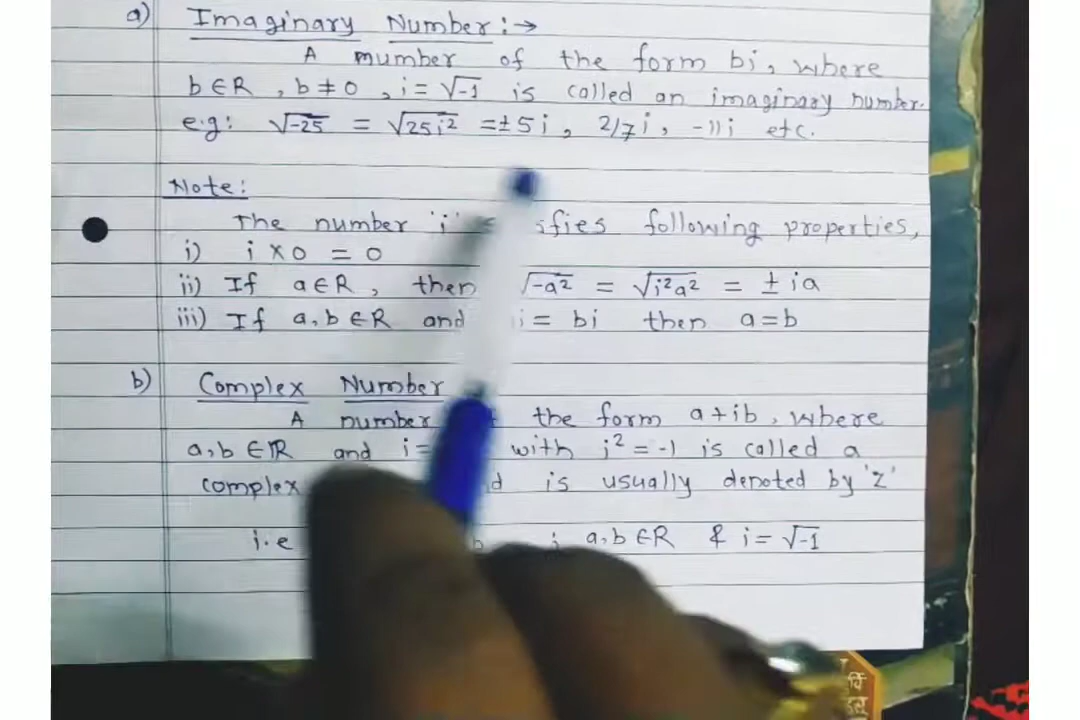 a) Imaginary Number :→
A number of the form bi, where
b∈R , b≠0 , i = √-1 is called an imaginary number.
e.g: √-25 = √25i² = ±5i , 2/7i , -11i etc.
Note:
The number 'i' following properties,
i) i × 0 = 0
ii) If a∈R , then √-a² = √i²a² = ± ia
iii) If a,b∈R and i = bi then a=b
b) Complex Number
A number the form a+ib, where
a,b∈R and i= with i² = -1 is called a
complex is usually denoted by 'z'
i.e ; a,b∈R & i = √-1